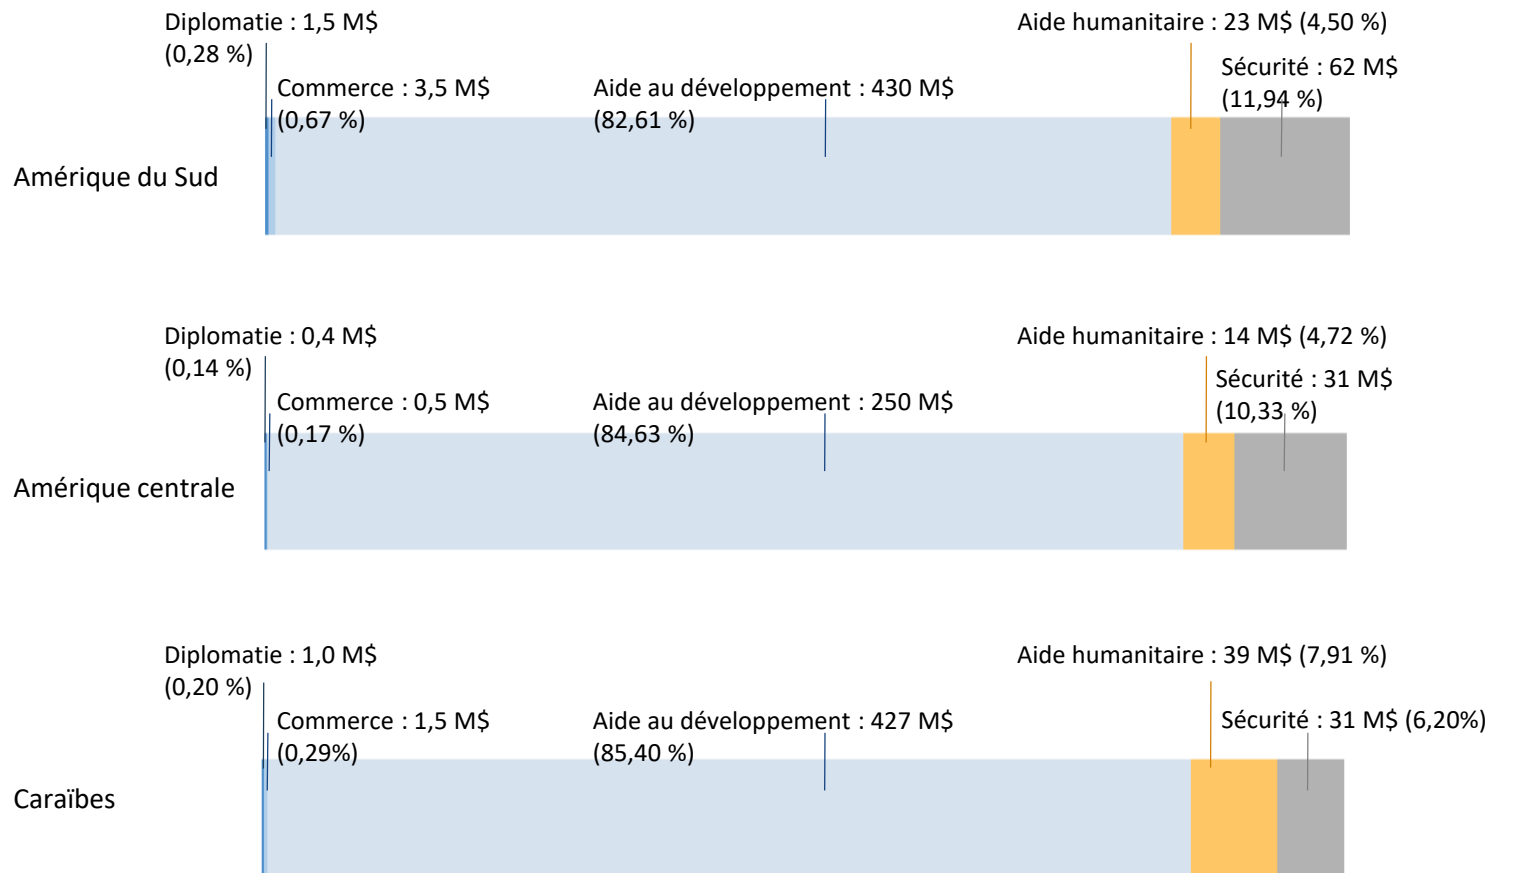 Diplomatie : 1,5 M$
(0,28 %)
Commerce : 3,5 M$
(0,67 %)
Aide au développement : 430 M$
(82,61 %)
Aide humanitaire : 23 M$ (4,50 %)
Sécurité : 62 M$
(11,94 %)
Amérique du Sud
Diplomatie : 0,4 M$
(0,14 %)
Commerce : 0,5 M$
(0,17 %)
Aide au développement : 250 M$
(84,63 %)
Aide humanitaire : 14 M$ (4,72 %)
Sécurité : 31 M$
(10,33 %)
Amérique centrale
Diplomatie : 1,0 M$
(0,20 %)
Commerce : 1,5 M$
(0,29%)
Aide au développement : 427 M$
(85,40 %)
Aide humanitaire : 39 M$ (7,91 %)
Sécurité : 31 M$ (6,20%)
Caraïbes